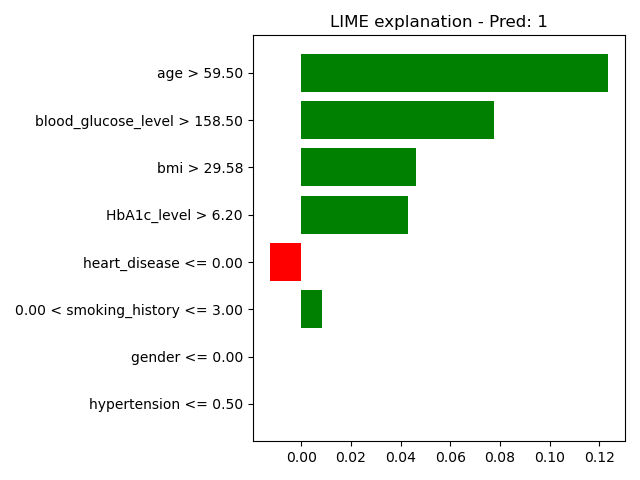 LIME explanation - Pred: 1
age > 59.50
blood_glucose_level > 158.50
bmi > 29.58
HbA1c_level > 6.20
heart_disease <= 0.00
0.00 < smoking_history <= 3.00
gender <= 0.00
hypertension <= 0.50
0.00 0.02 0.04 0.06 0.08 0.10 0.12